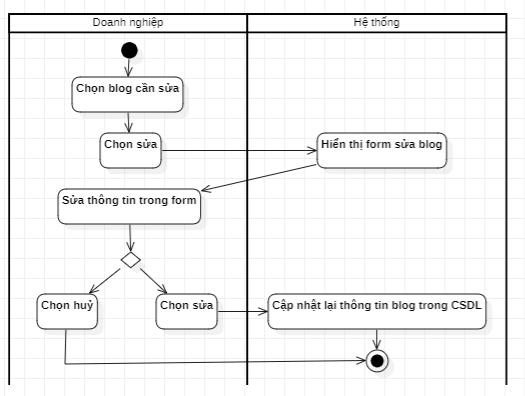 Doanh nghiệp
Hệ thống
Chọn blog cần sửa
Chọn sửa
Hiển thị form sửa blog
Sửa thông tin trong form
Chọn huỷ
Chọn sửa
Cập nhật lại thông tin blog trong CSDL